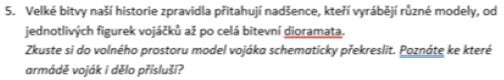 5. Velké bitvy naší historie zpravidla přitahují nadšence, kteří vyrábějí různé modely, od
jednotlivých figurek vojáčků až po celá bitevní dioramata.
Zkuste si do volného prostoru model vojáka schematicky překreslit. Poznáte ke které
armádě voják i dělo přísluší?